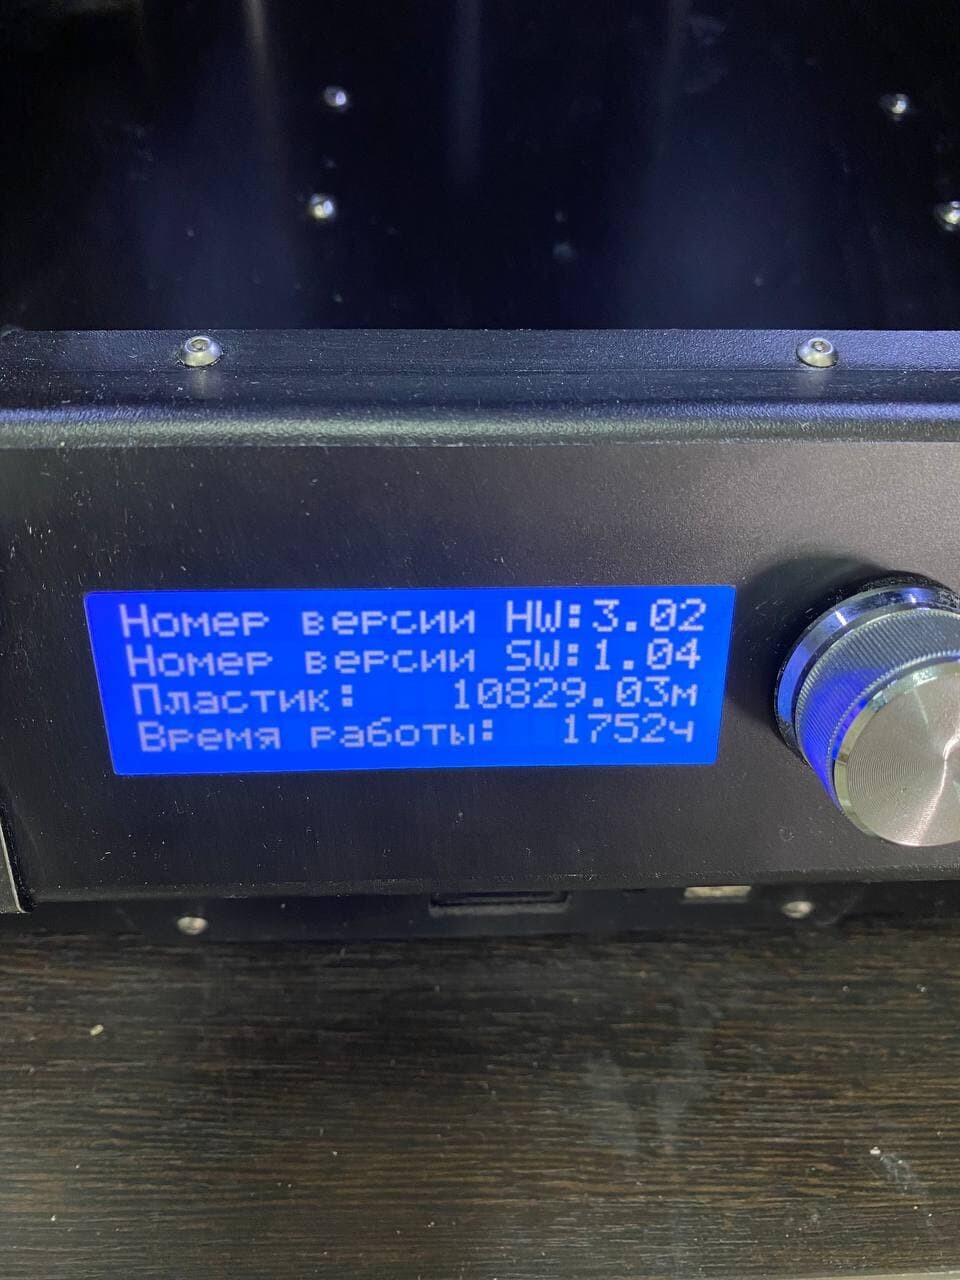 Номер версии HW:3.02
Номер версии SW:1.04
Пластик: 10829.03м
Время работы: 1752ч